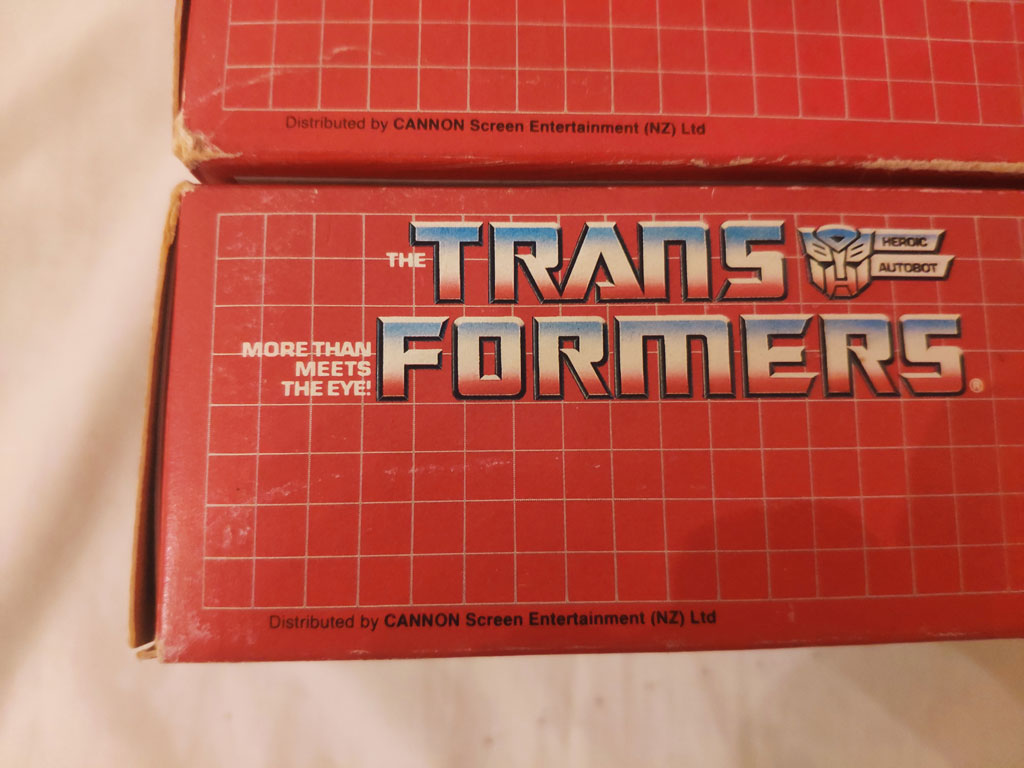 Distributed by CANNON Screen Entertainment (NZ) Ltd
THE TRANS
HEROIC
AUTOBOT
FORMERS®
MORE THAN
MEETS
THE EYE!
Distributed by CANNON Screen Entertainment (NZ) Ltd